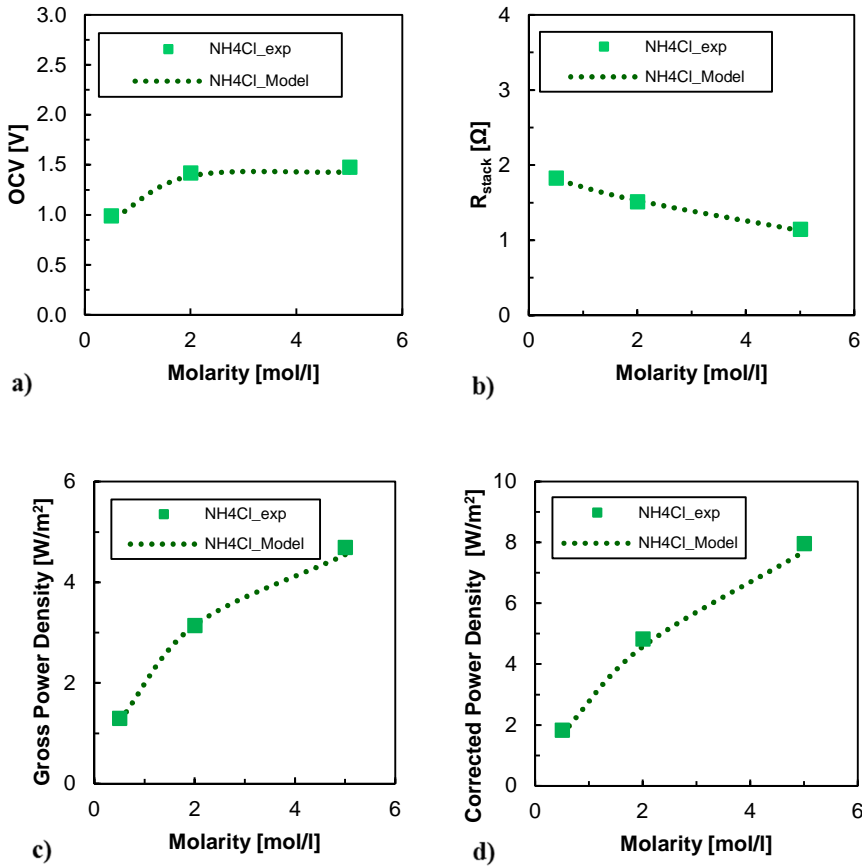 3.0
2.5
2.0
1.5
1.0
0.5
0.0
OCV [V]
NH4Cl_exp
NH4Cl_Model
0 2 4 6
Molarity [mol/l]
a)
4
3
2
1
0
R_stack [Ω]
NH4Cl_exp
NH4Cl_Model
0 2 4 6
Molarity [mol/l]
b)
6
4
2
0
Gross Power Density [W/m²]
NH4Cl_exp
NH4Cl_Model
0 2 4 6
Molarity [mol/l]
c)
10
8
6
4
2
0
Corrected Power Density [W/m²]
NH4Cl_exp
NH4Cl_Model
0 2 4 6
Molarity [mol/l]
d)